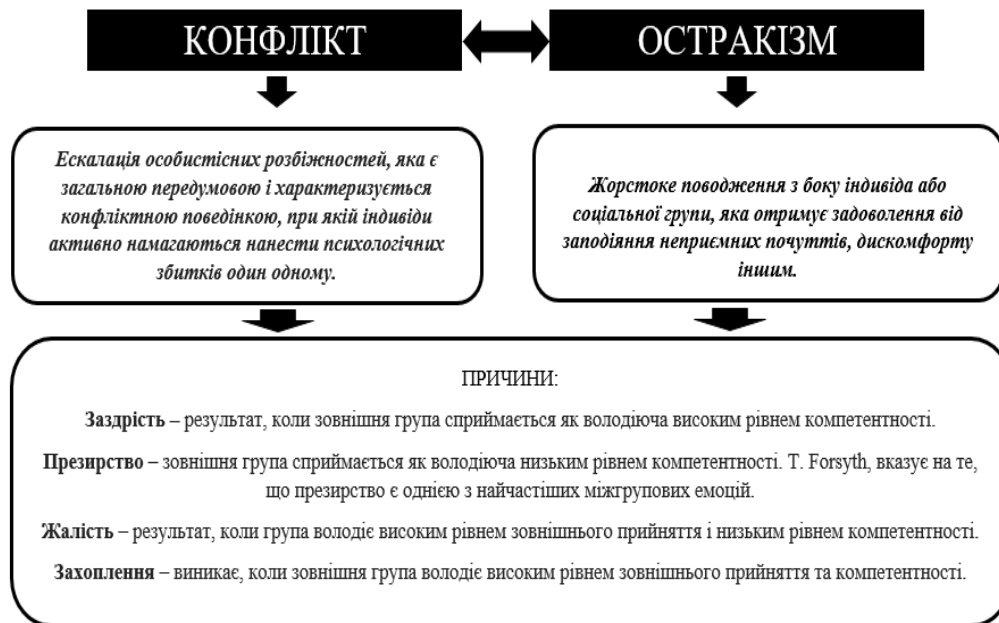 КОНФЛІКТ
ОСТРАКІЗМ
Ескалація особистісних розбіжностей, яка є
загальною передумовою і характеризується
конфліктною поведінкою, при якій індивіди
активно намагаються нанести психологічних
збитків один одному.
Жорстоке поводження з боку індивіда або
соціальної групи, яка отримує задоволення від
заподіяння неприємних почуттів, дискомфорту
іншим.
ПРИЧИНИ:
Заздрість – результат, коли зовнішня група сприймається як володіюча високим рівнем компетентності.
Презирство – зовнішня група сприймається як володіюча низьким рівнем компетентності. T. Forsyth, вказує на те,
що презирство є однією з найчастіших міжгрупових емоцій.
Жалість – результат, коли група володіє високим рівнем зовнішнього прийняття і низьким рівнем компетентності.
Захоплення – виникає, коли зовнішня група володіє високим рівнем зовнішнього прийняття та компетентності.